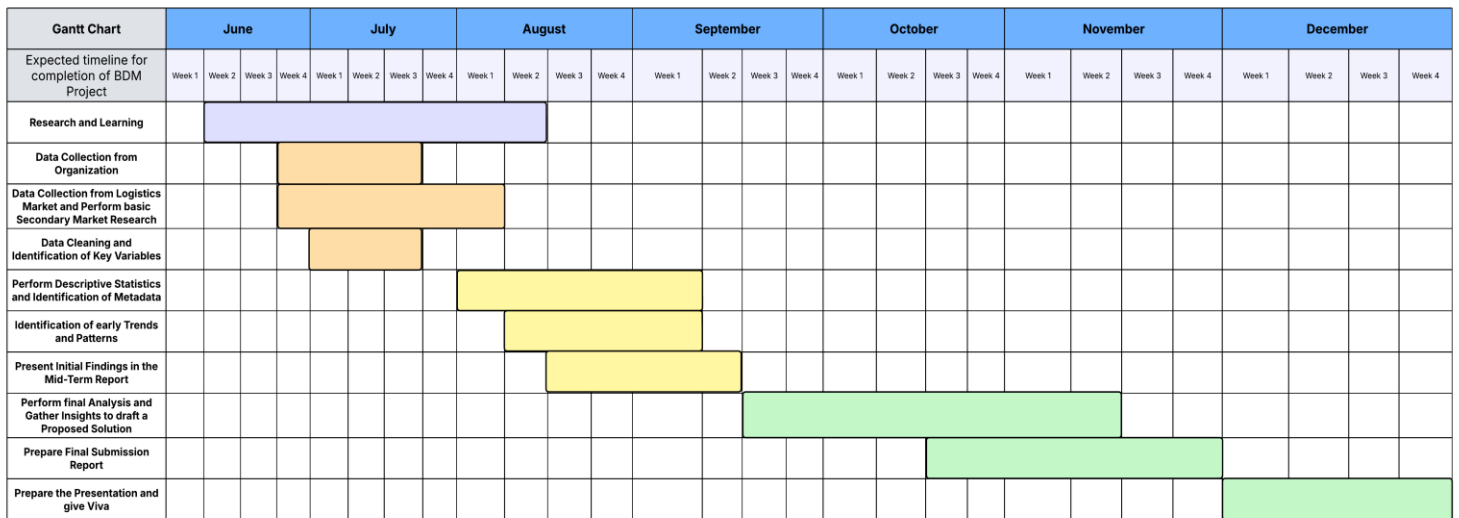 Gantt Chart June July August September October November December
Expected timeline for
completion of BDM
Project
Week 1 Week 2 Week 3 Week 4 Week 1 Week 2 Week 3 Week 4 Week 1 Week 2 Week 3 Week 4 Week 1 Week 2 Week 3 Week 4 Week 1 Week 2 Week 3 Week 4 Week 1 Week 2 Week 3 Week 4 Week 1 Week 2 Week 3 Week 4
Research and Learning
Data Collection from
Organization
Data Collection from Logistics
Market and Perform basic
Secondary Market Research
Data Cleaning and
Identification of Key Variables
Perform Descriptive Statistics
and Identification of Metadata
Identification of early Trends
and Patterns
Present Initial Findings in the
Mid-Term Report
Perform final Analysis and
Gather Insights to draft a
Proposed Solution
Prepare Final Submission
Report
Prepare the Presentation and
give Viva